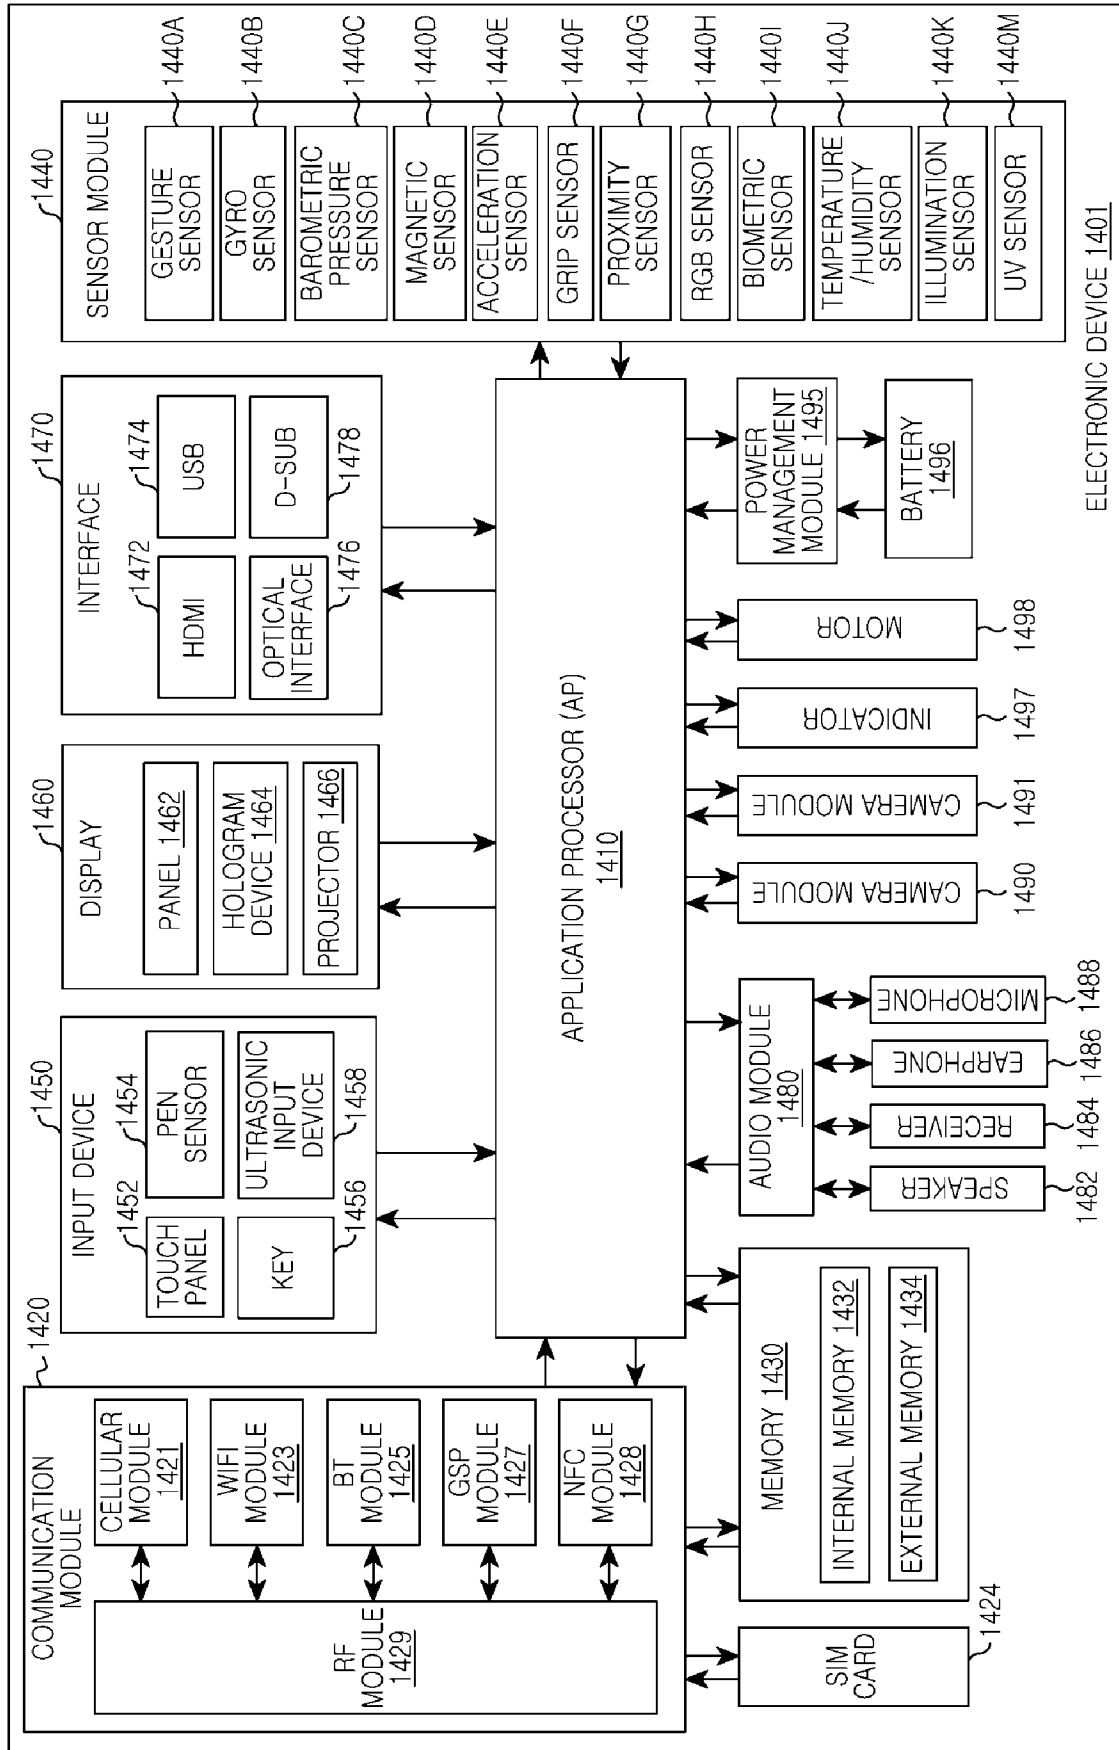 COMMUNICATION
MODULE
1420
RF
MODULE
1429
CELLULAR
MODULE
1421
WIFI
MODULE
1423
BT
MODULE
1425
GSP
MODULE
1427
NFC
MODULE
1428
INPUT DEVICE
1450
TOUCH
PANEL
1452
PEN
SENSOR
1454
KEY
1456
ULTRASONIC
INPUT
DEVICE
1458
DISPLAY
1460
PANEL 1462
HOLOGRAM
DEVICE 1464
PROJECTOR 1466
INTERFACE
1470
HDMI
1472
USB
1474
OPTICAL
INTERFACE
1476
D-SUB
1478
SENSOR MODULE
1440
GESTURE
SENSOR
1440A
GYRO
SENSOR
1440B
BAROMETRIC
PRESSURE
SENSOR
1440C
MAGNETIC
SENSOR
1440D
ACCELERATION
SENSOR
1440E
GRIP SENSOR
1440F
PROXIMITY
SENSOR
1440G
RGB SENSOR
1440H
BIOMETRIC
SENSOR
1440I
TEMPERATURE
/HUMIDITY
SENSOR
1440J
ILLUMINATION
SENSOR
1440K
UV SENSOR
1440M
APPLICATION PROCESSOR (AP)
1410
SIM
CARD
1424
MEMORY 1430
INTERNAL MEMORY 1432
EXTERNAL MEMORY 1434
AUDIO MODULE
1480
SPEAKER
1482
RECEIVER
1484
EARPHONE
1486
MICROPHONE
1488
CAMERA MODULE
1490
CAMERA MODULE
1491
INDICATOR
1497
MOTOR
1498
POWER
MANAGEMENT
MODULE 1495
BATTERY
1496
ELECTRONIC DEVICE 1401